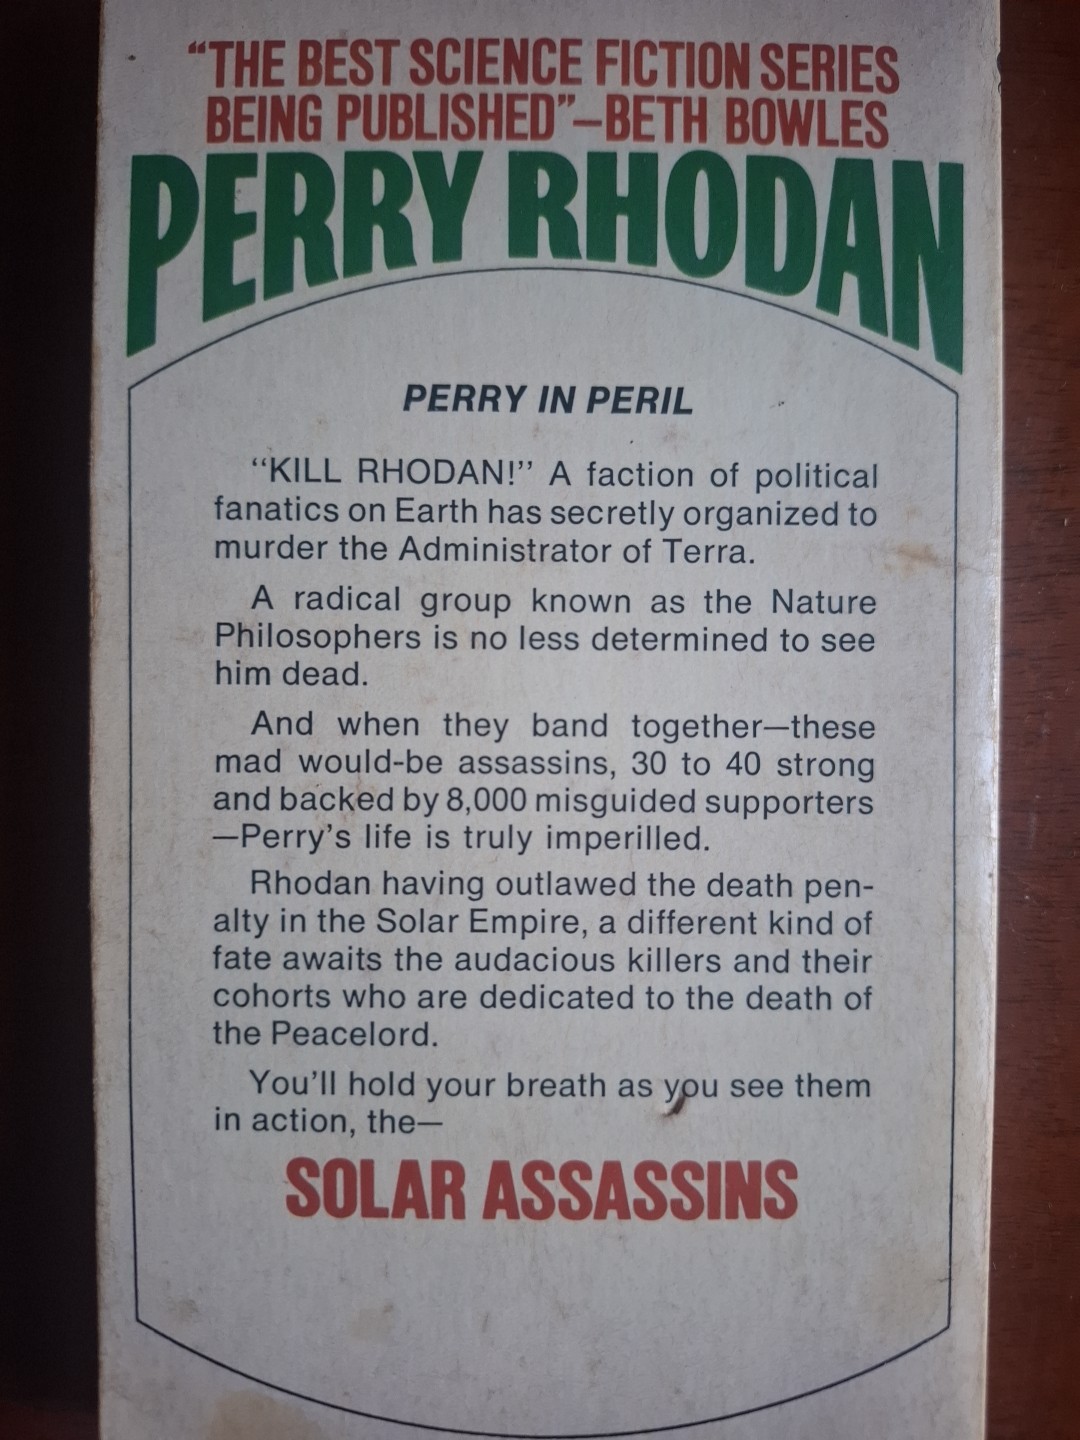 “THE BEST SCIENCE FICTION SERIES
BEING PUBLISHED”—BETH BOWLES
PERRY RHODAN
PERRY IN PERIL
“KILL RHODAN!” A faction of political
fanatics on Earth has secretly organized to
murder the Administrator of Terra.
A radical group known as the Nature
Philosophers is no less determined to see
him dead.
And when they band together—these
mad would-be assassins, 30 to 40 strong
and backed by 8,000 misguided supporters
—Perry’s life is truly imperilled.
Rhodan having outlawed the death pen-
alty in the Solar Empire, a different kind of
fate awaits the audacious killers and their
cohorts who are dedicated to the death of
the Peacelord.
You’ll hold your breath as you see them
in action, the—
SOLAR ASSASSINS